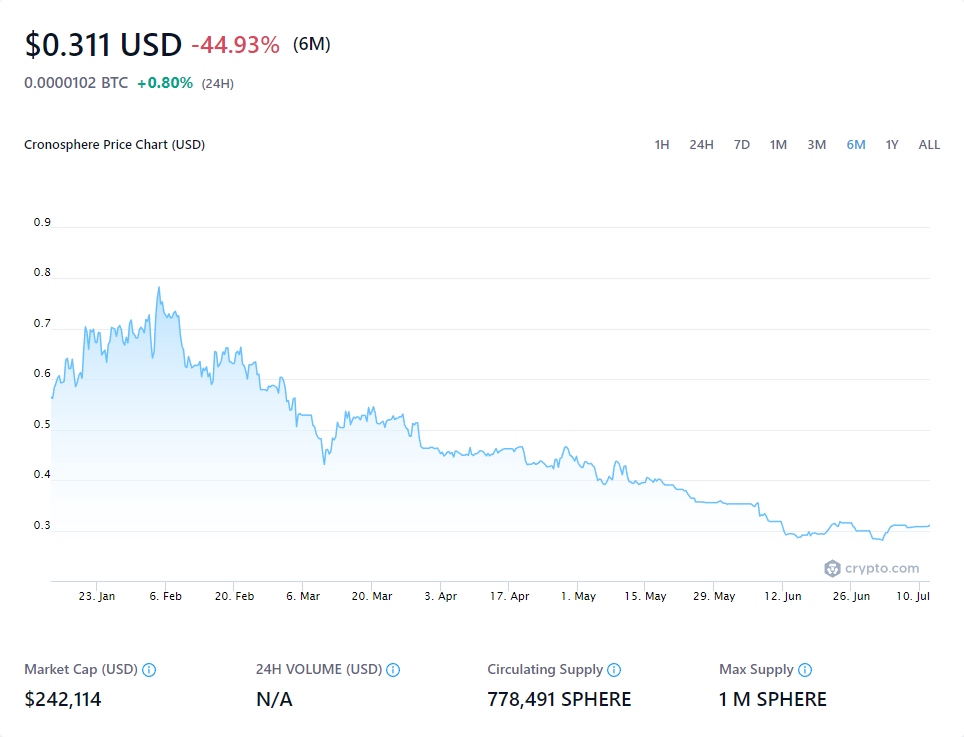 $0.311 USD -44.93% (6M)
0.0000102 BTC +0.80% (24H)
Cronosphere Price Chart (USD) 1H 24H 7D 1M 3M 6M 1Y ALL
0.9
0.8
0.7
0.6
0.5
0.4
0.3
crypto.com
23. Jan 6. Feb 20. Feb 6. Mar 20. Mar 3. Apr 17. Apr 1. May 15. May 29. May 12. Jun 26. Jun 10. Jul
Market Cap (USD) 24H VOLUME (USD) Circulating Supply Max Supply
$242,114 N/A 778,491 SPHERE 1 M SPHERE